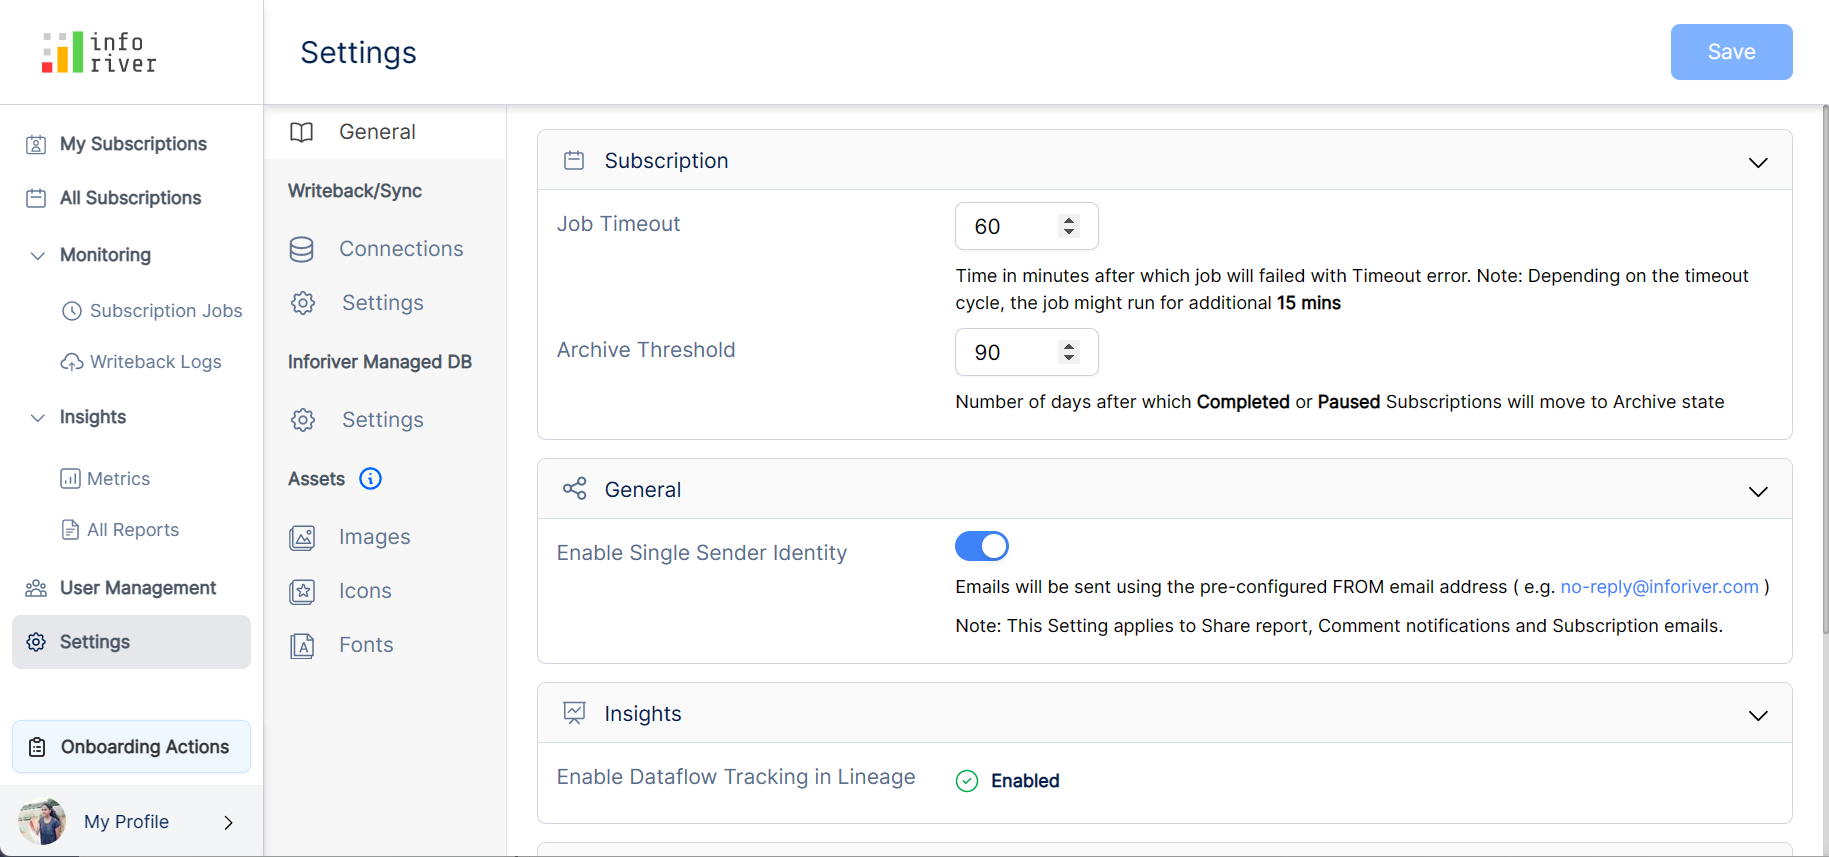 info
river
Settings
Save
My Subscriptions
All Subscriptions
Monitoring
Subscription Jobs
Writeback Logs
Insights
Metrics
All Reports
User Management
Settings
Onboarding Actions
My Profile
General
Writeback/Sync
Connections
Settings
Inforiver Managed DB
Settings
Assets
Images
Icons
Fonts
Subscription
Job Timeout
60
Time in minutes after which job will failed with Timeout error. Note: Depending on the timeout
cycle, the job might run for additional 15 mins
Archive Threshold
90
Number of days after which Completed or Paused Subscriptions will move to Archive state
General
Enable Single Sender Identity
Emails will be sent using the pre-configured FROM email address ( e.g. no-reply@inforiver.com )
Note: This Setting applies to Share report, Comment notifications and Subscription emails.
Insights
Enable Dataflow Tracking in Lineage
Enabled